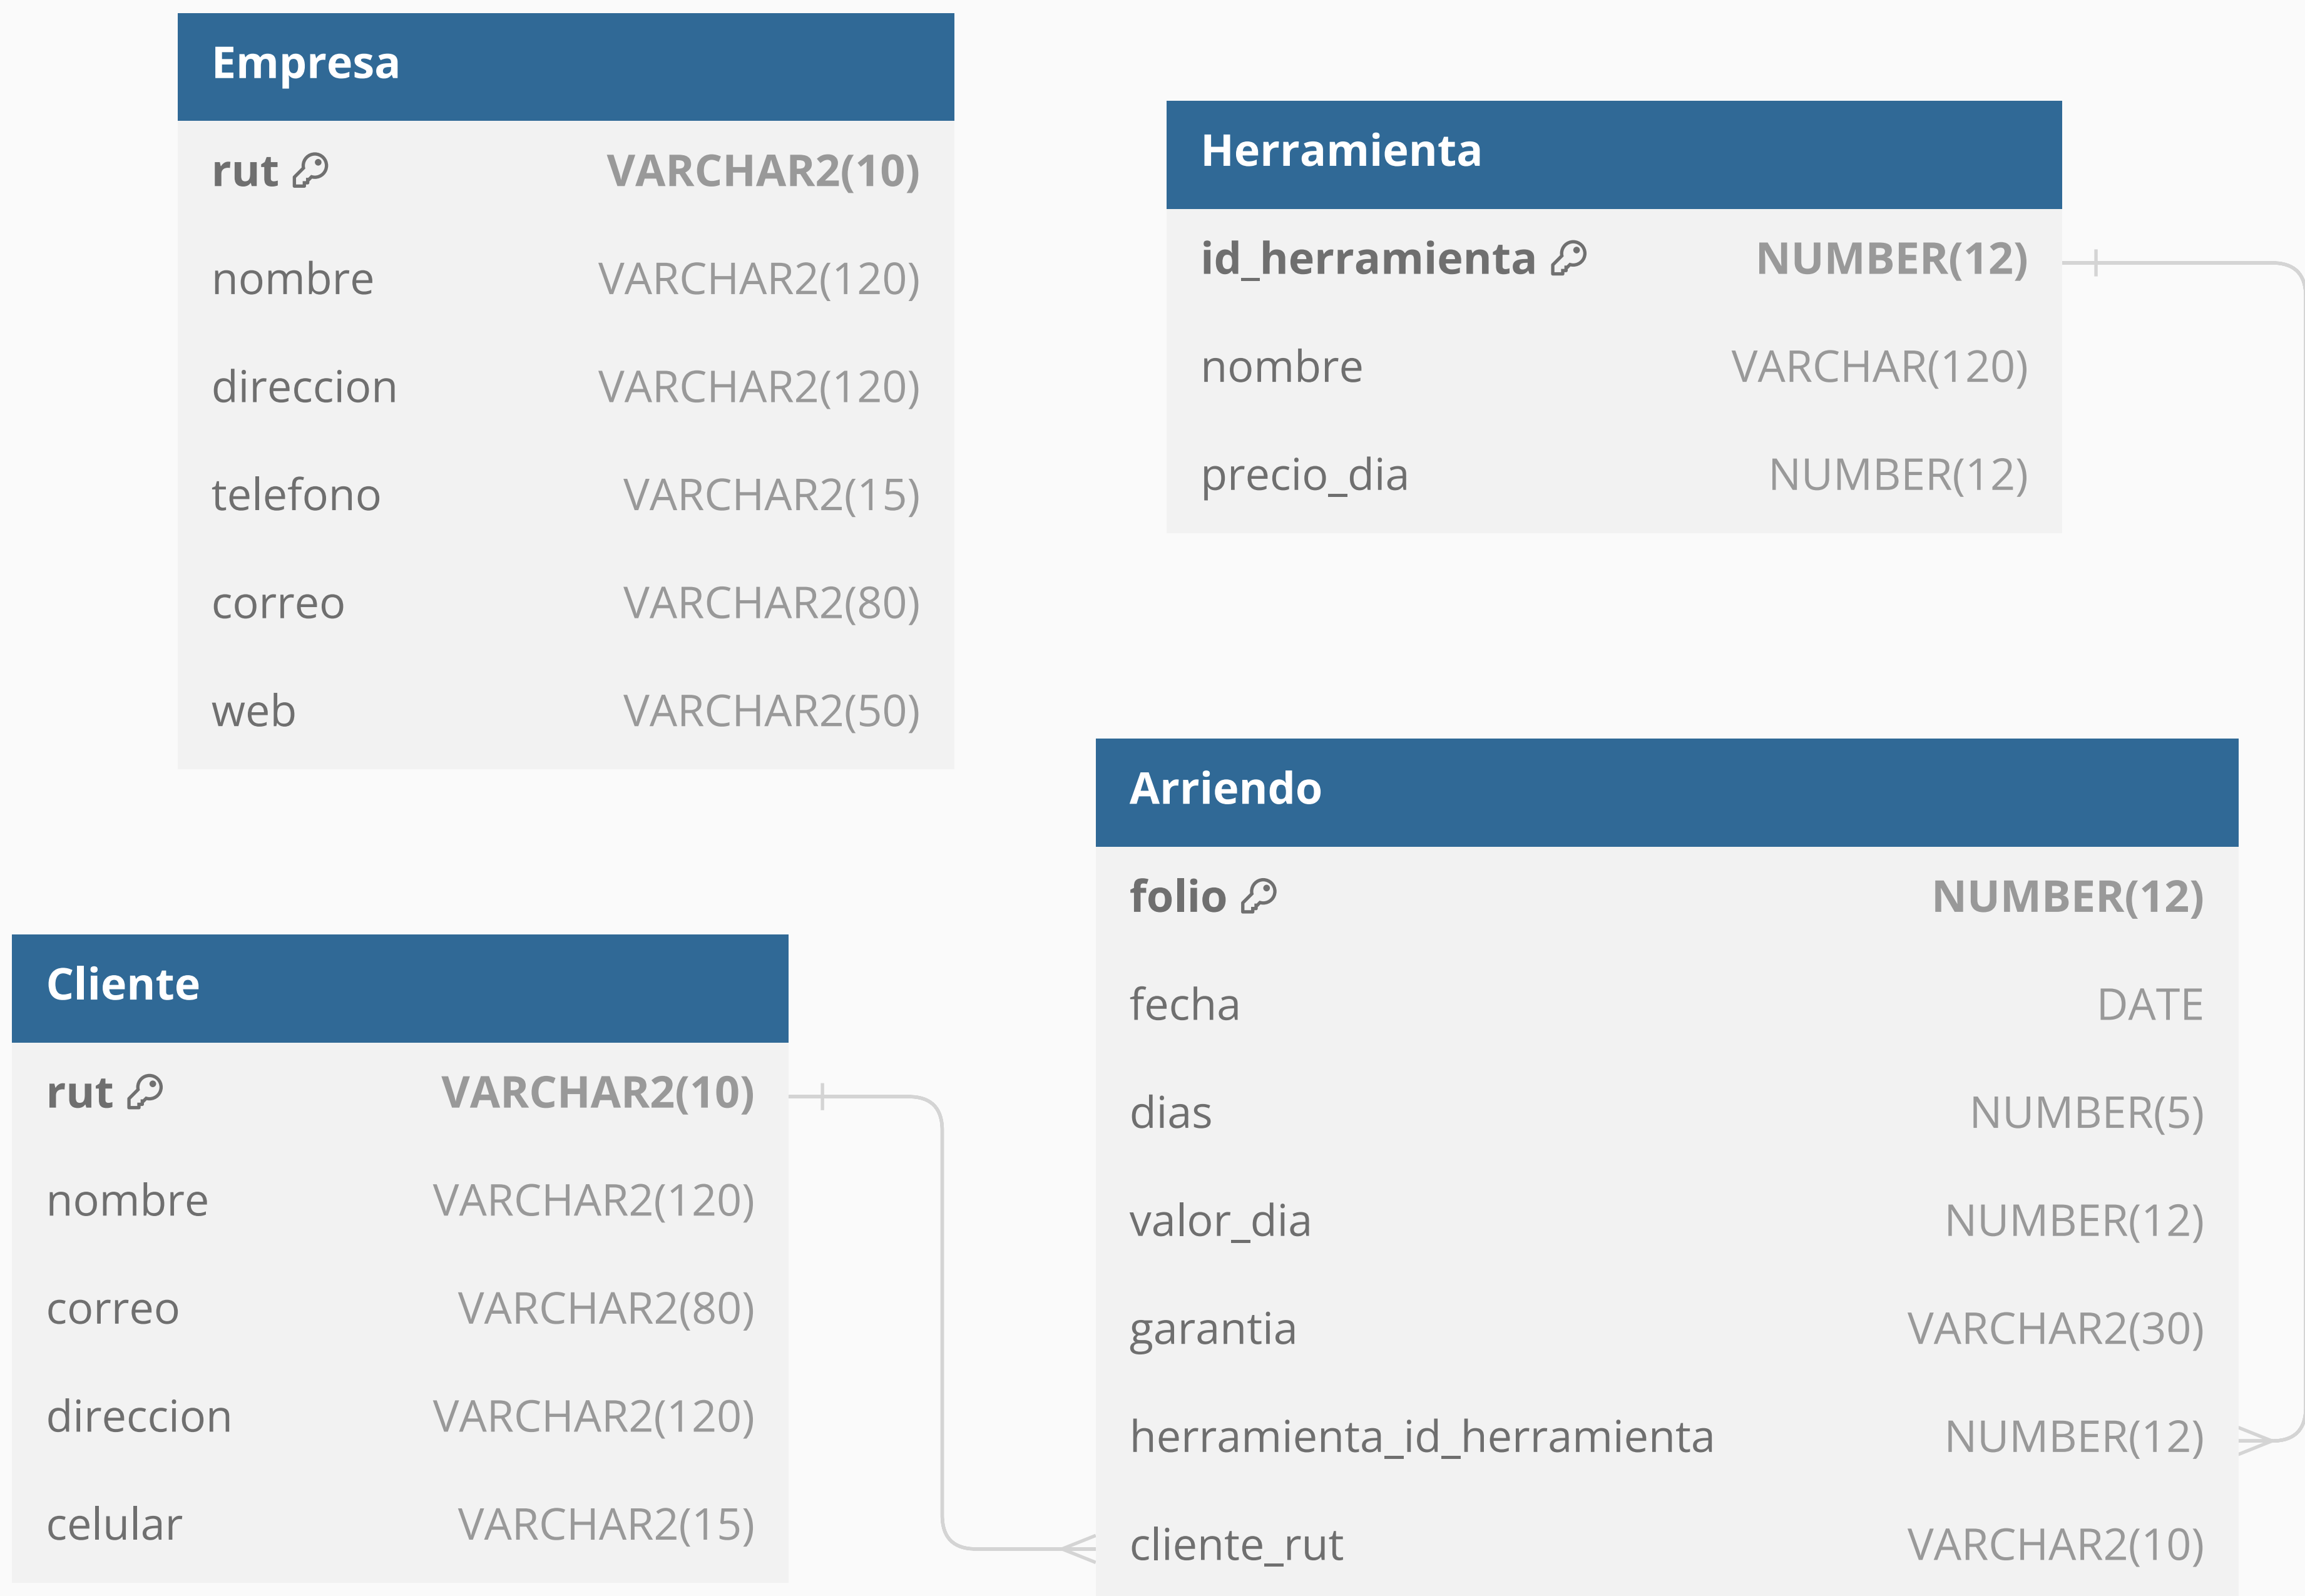 Empresa
rut VARCHAR2(10)
nombre VARCHAR2(120)
direccion VARCHAR2(120)
telefono VARCHAR2(15)
correo VARCHAR2(80)
web VARCHAR2(50)
Herramienta
id_herramienta NUMBER(12)
nombre VARCHAR(120)
precio_dia NUMBER(12)
Cliente
rut VARCHAR2(10)
nombre VARCHAR2(120)
correo VARCHAR2(80)
direccion VARCHAR2(120)
celular VARCHAR2(15)
Arriendo
folio NUMBER(12)
fecha DATE
dias NUMBER(5)
valor_dia NUMBER(12)
garantia VARCHAR2(30)
herramienta_id_herramienta NUMBER(12)
cliente_rut VARCHAR2(10)